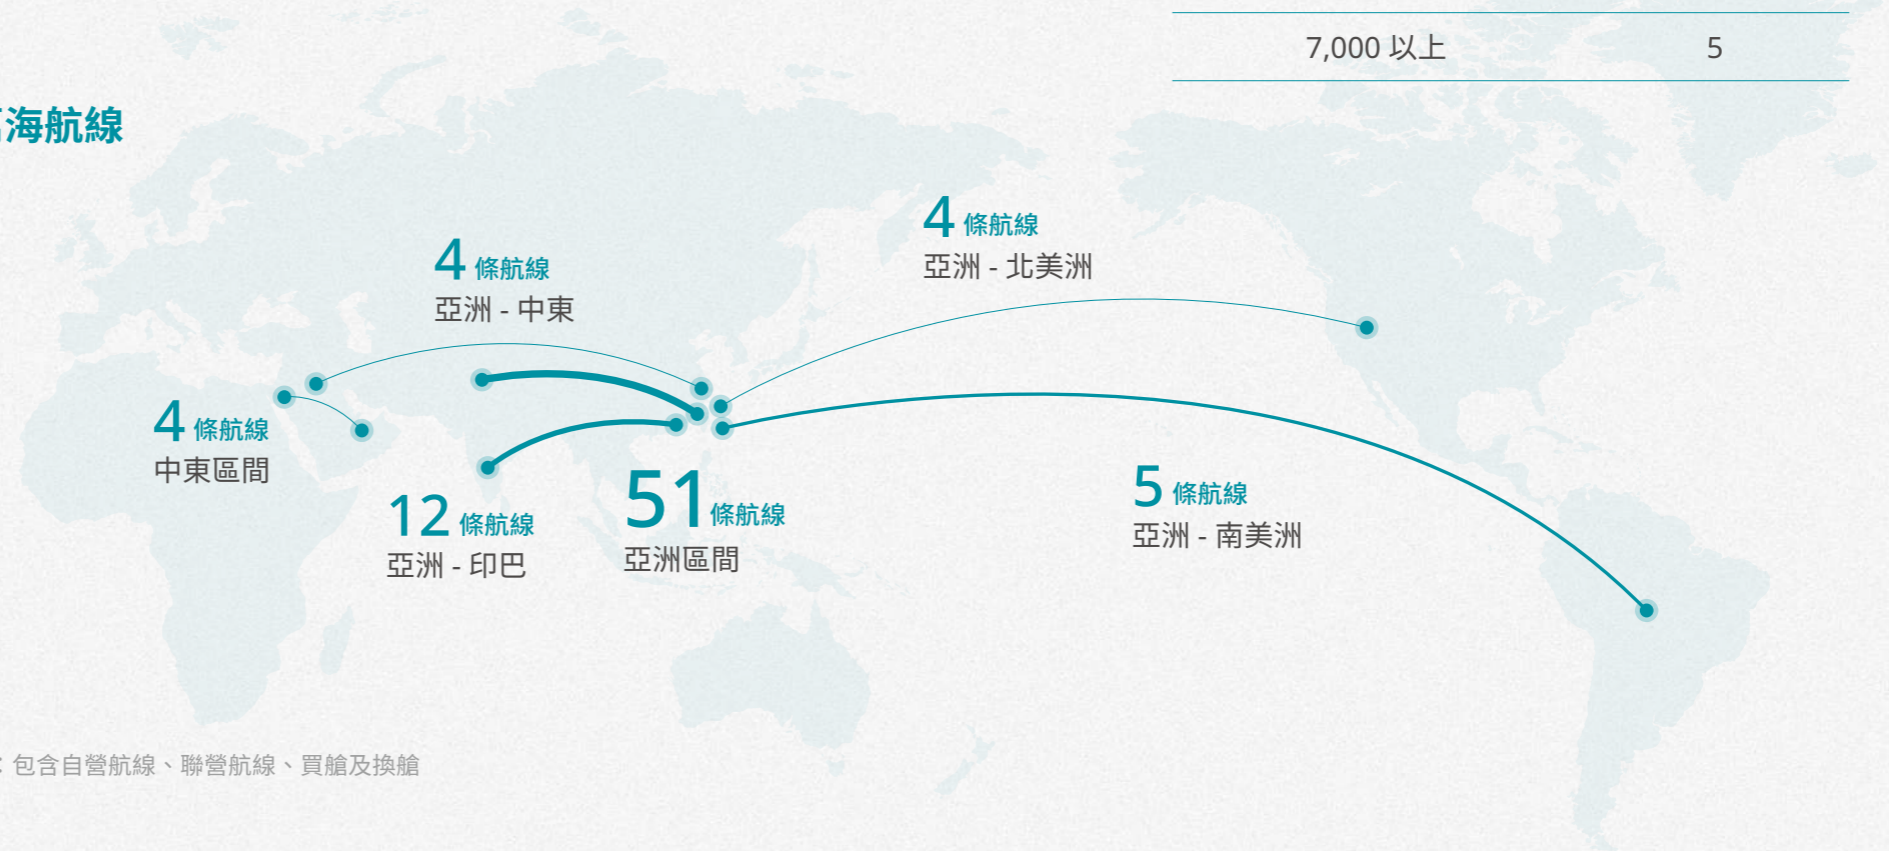 7,000 以上 5
海航線
4 條航線
亞洲 - 北美洲
4 條航線
亞洲 - 中東
4 條航線
中東區間
12 條航線
亞洲 - 印巴
51條航線
亞洲區間
5 條航線
亞洲 - 南美洲
：包含自營航線、聯營航線、買艙及換艙